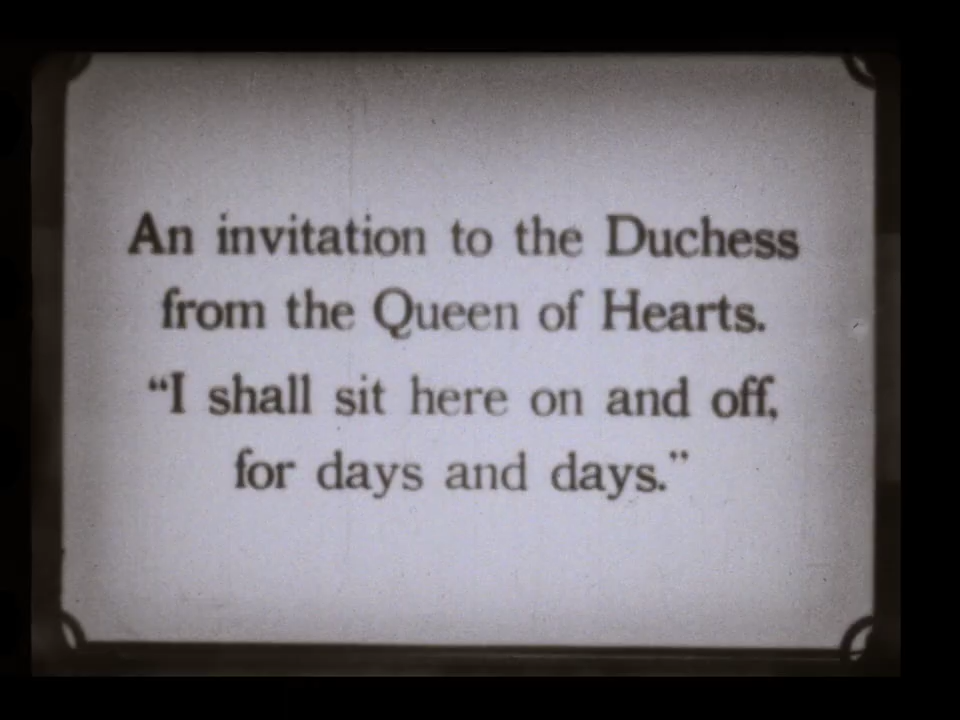 An invitation to the Duchess
from the Queen of Hearts.
“I shall sit here on and off,
for days and days.”